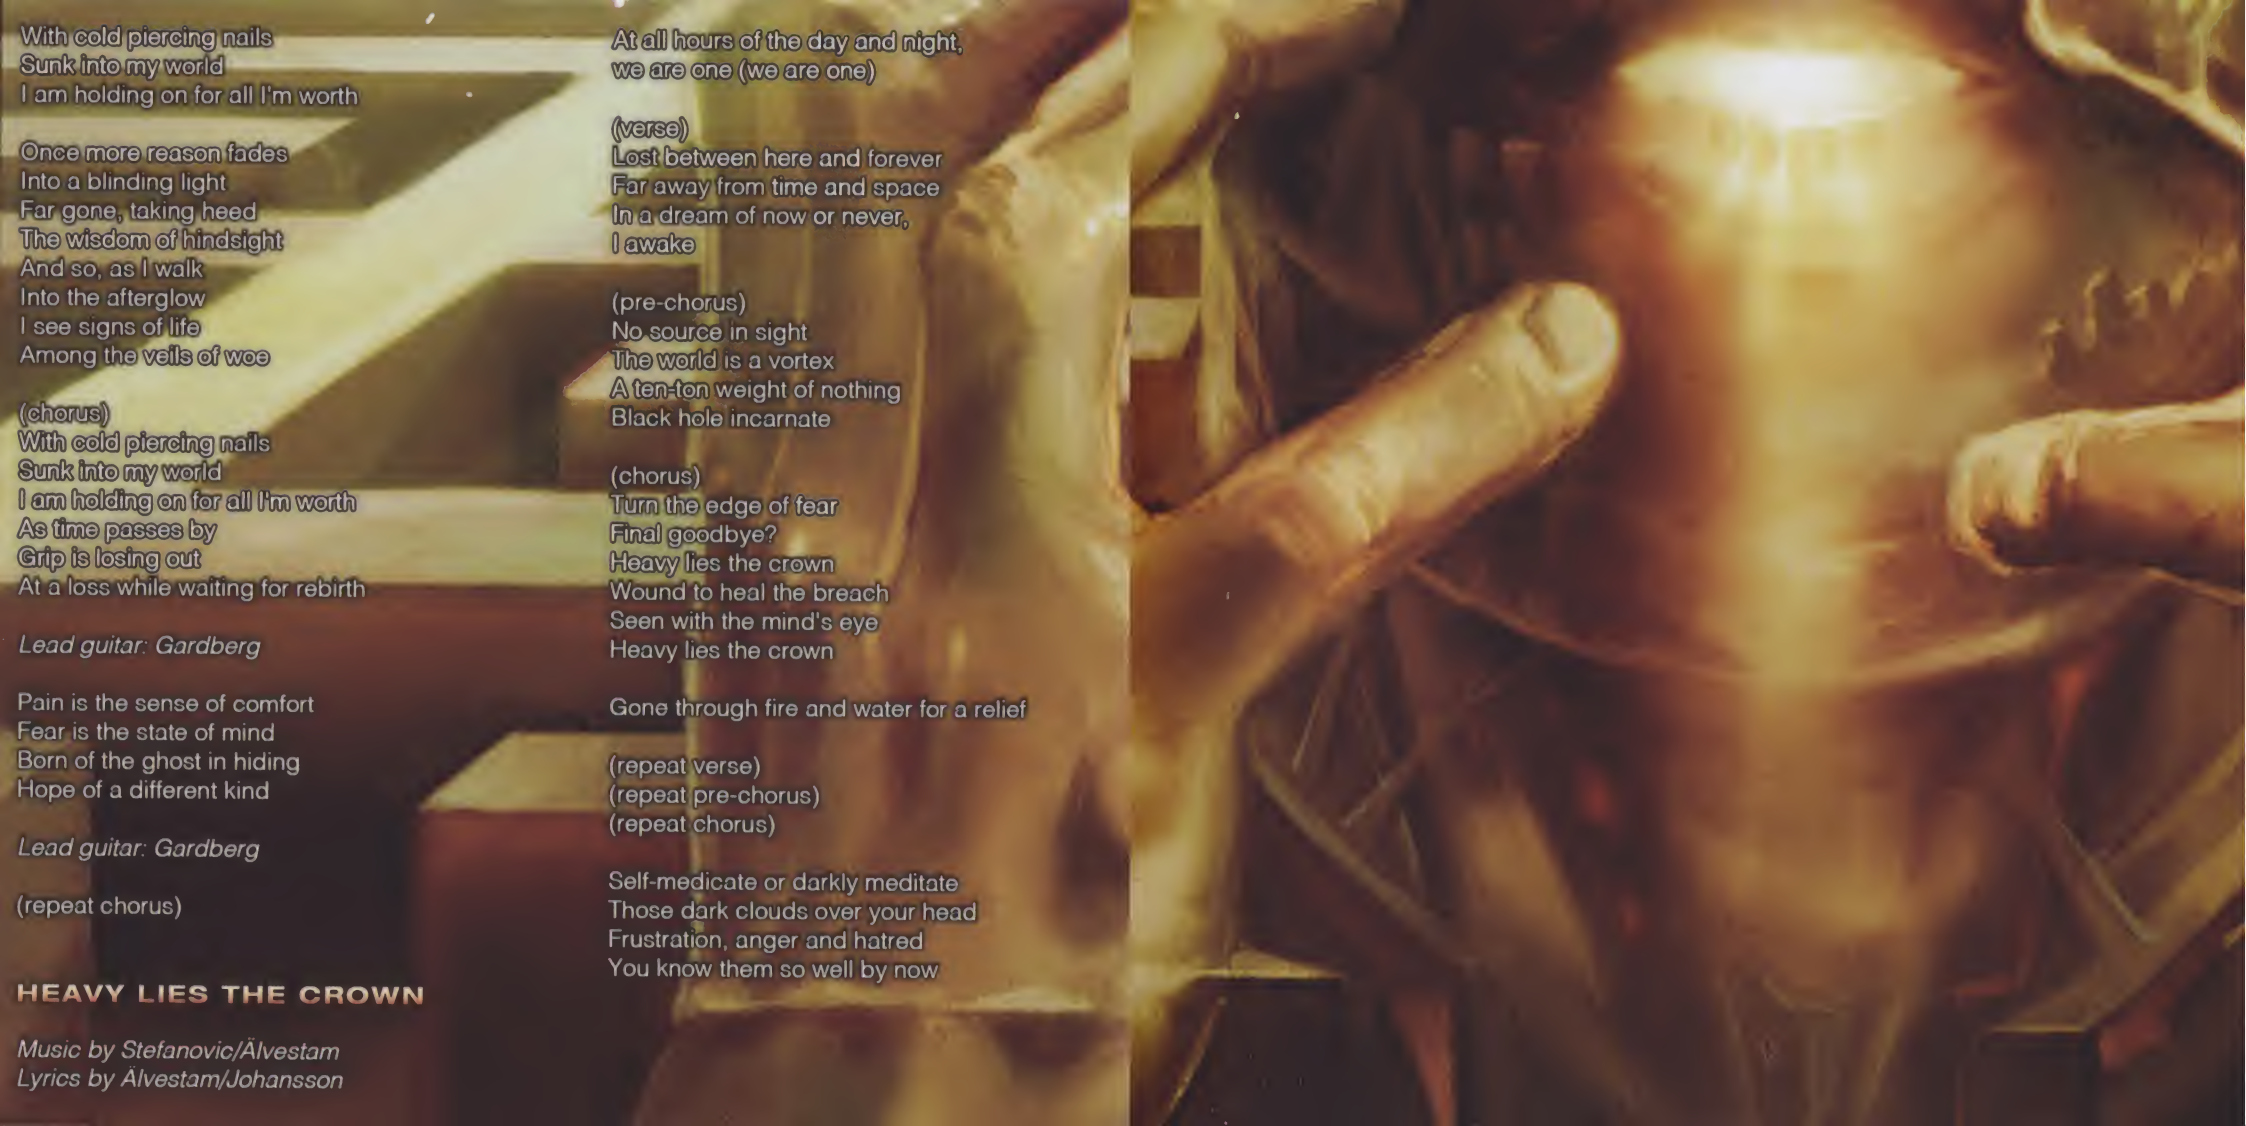 With cold piercing nails
Sunk into my world
I am holding on for all I'm worth

Once more reason fades
Into a blinding light
Far gone, taking heed
The wisdom of hindsight
And so, as I walk
Into the afterglow
I see signs of life
Among the veils of woe

(chorus)
With cold piercing nails
Sunk into my world
I am holding on for all I'm worth
As time passes by
Grip is losing out
At a loss while waiting for rebirth

Lead guitar: Gardberg

Pain is the sense of comfort
Fear is the state of mind
Born of the ghost in hiding
Hope of a different kind

Lead guitar: Gardberg

(repeat chorus)

HEAVY LIES THE CROWN

Music by Stefanovic/Älvestam
Lyrics by Älvestam/Johansson

At all hours of the day and night,
we are one (we are one)

(verse)
Lost between here and forever
Far away from time and space
In a dream of now or never,
I awake

(pre-chorus)
No source in sight
The world is a vortex
A ten-ton weight of nothing
Black hole incarnate

(chorus)
Turn the edge of fear
Final goodbye?
Heavy lies the crown
Wound to heal the breach
Seen with the mind's eye
Heavy lies the crown

Gone through fire and water for a relief

(repeat verse)
(repeat pre-chorus)
(repeat chorus)

Self-medicate or darkly meditate
Those dark clouds over your head
Frustration, anger and hatred
You know them so well by now